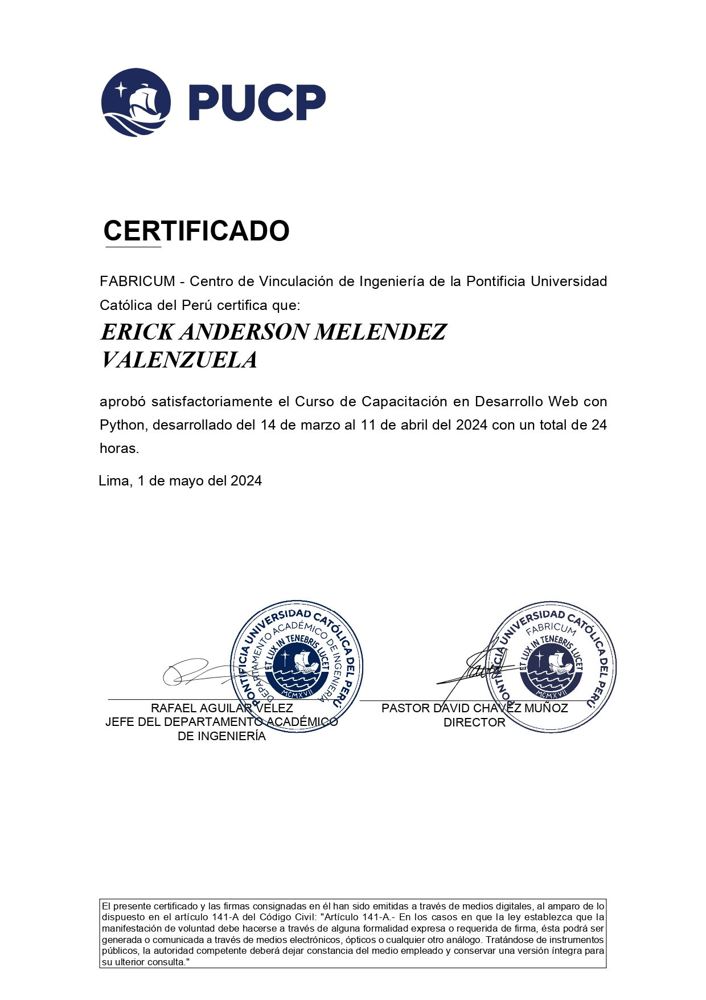 PUCP
CERTIFICADO
FABRICUM - Centro de Vinculación de Ingeniería de la Pontificia Universidad
Católica del Perú certifica que:
ERICK ANDERSON MELENDEZ
VALENZUELA
aprobó satisfactoriamente el Curso de Capacitación en Desarrollo Web con
Python, desarrollado del 14 de marzo al 11 de abril del 2024 con un total de 24
horas.
Lima, 1 de mayo del 2024
PONTIFICIA UNIVERSIDAD CATÓLICA DEL PERÚ
DEPARTAMENTO ACADÉMICO DE INGENIERÍA
ET LUX IN TENEBRIS LUCET
MCMXVII
RAFAEL AGUILAR VÉLEZ
JEFE DEL DEPARTAMENTO ACADÉMICO
DE INGENIERÍA
PONTIFICIA UNIVERSIDAD CATÓLICA DEL PERÚ
FABRICUM
ET LUX IN TENEBRIS LUCET
MCMXVII
PASTOR DAVID CHÁVEZ MUÑOZ
DIRECTOR
El presente certificado y las firmas consignadas en él han sido emitidas a través de medios digitales, al amparo de lo
dispuesto en el artículo 141-A del Código Civil: "Artículo 141-A.- En los casos en que la ley establezca que la
manifestación de voluntad debe hacerse a través de alguna formalidad expresa o requerida de firma, ésta podrá ser
generada o comunicada a través de medios electrónicos, ópticos o cualquier otro análogo. Tratándose de instrumentos
públicos, la autoridad competente deberá dejar constancia del medio empleado y conservar una versión íntegra para
su ulterior consulta."